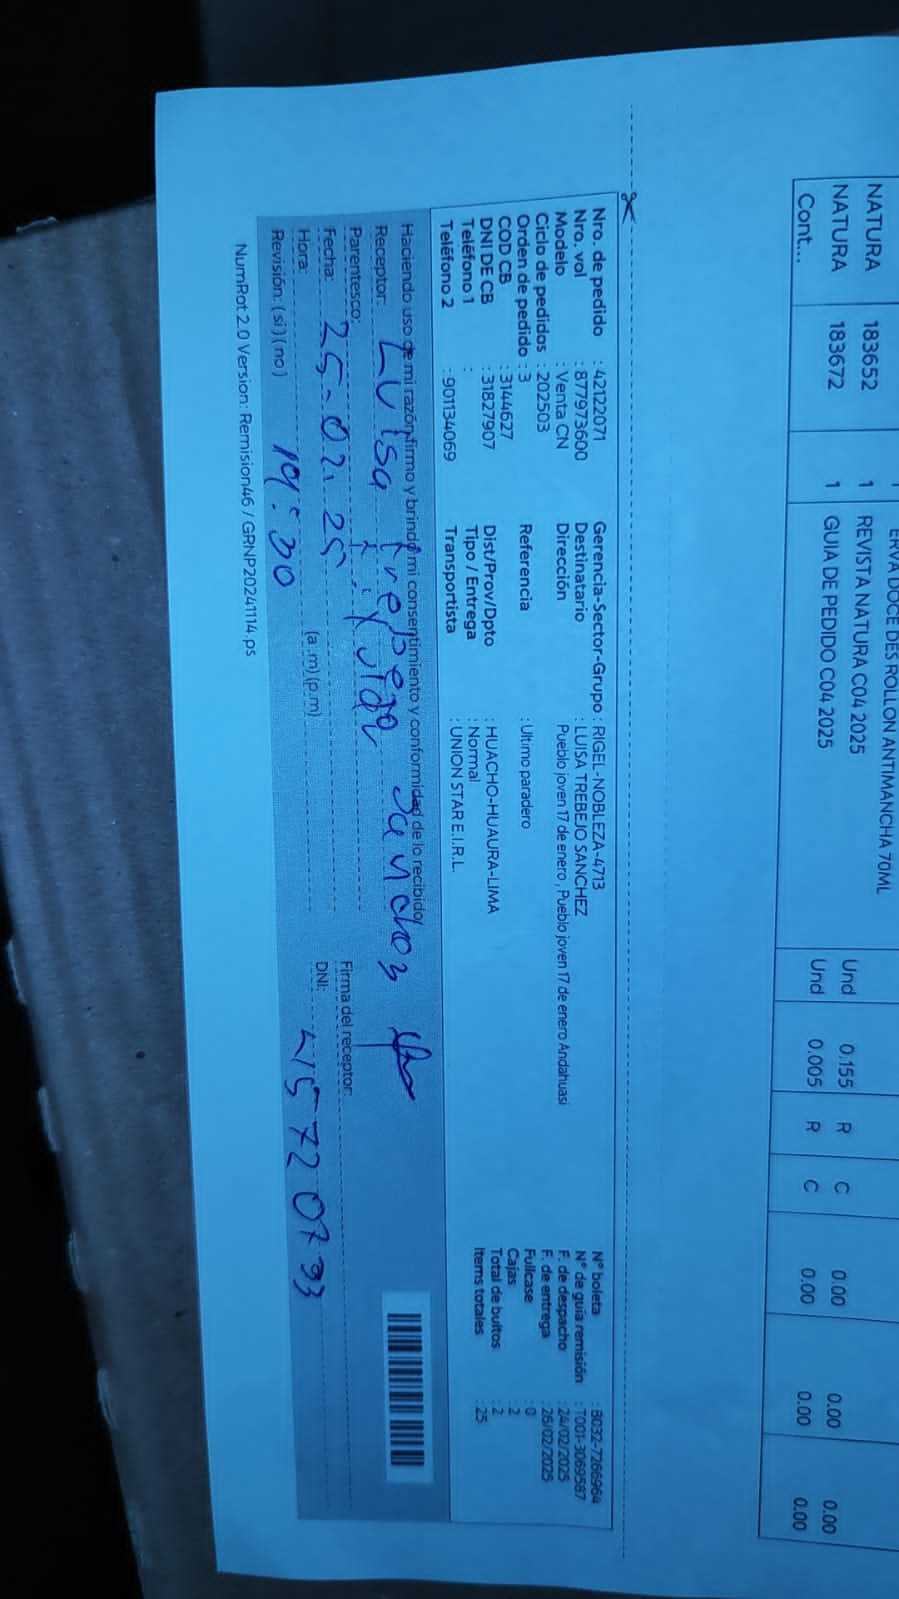 ERVA DOCE DES ROLLON ANTIMANCHA 70ML
NATURA 183652 1 REVISTA NATURA C04 2025 Und 0.155 R C 0.00 0.00 0.00
NATURA 183672 1 GUIA DE PEDIDO C04 2025 Und 0.005 R C 0.00 0.00 0.00
Cont...
Nro. de pedido : 42122071
Nro. vol : 877973600
Modelo : Venta CN
Ciclo de pedidos : 202503
Orden de pedido : 3
COD CB : 3144627
DNI DE CB : 31827907
Teléfono 1 :
Teléfono 2 : 901134069
Gerencia-Sector-Grupo : RIGEL-NOBLEZA-4713
Destinatario : LUISA TREBEJO SANCHEZ
Dirección : Pueblo joven 17 de enero , Pueblo joven 17 de enero Andahuasi
Referencia : Ultimo paradero
Dist/Prov/Dpto : HUACHO-HUAURA-LIMA
Tipo / Entrega : Normal
Transportista : UNION STAR E.I.R.L.
N° boleta : B032-7266964
N° de guia remisión : T001-3069587
F. de despacho : 24/02/2025
F. de entrega : 26/02/2025
Fullcase : 0
Cajas : 2
Total de bultos : 2
Items totales : 25
Haciendo uso de mi razón firmo y brindo mi consentimiento y conformidad de lo recibido
Receptor: Luisa Trebejo Sanchez
Parentesco:
Firma del receptor:
Fecha: 25-02-25
DNI: 4157207 93
Hora: 19:30 (a.m) (p.m)
Revisión: (si) (no)
NumRot 2.0 Version: Remision46 / GRNP20241114.ps